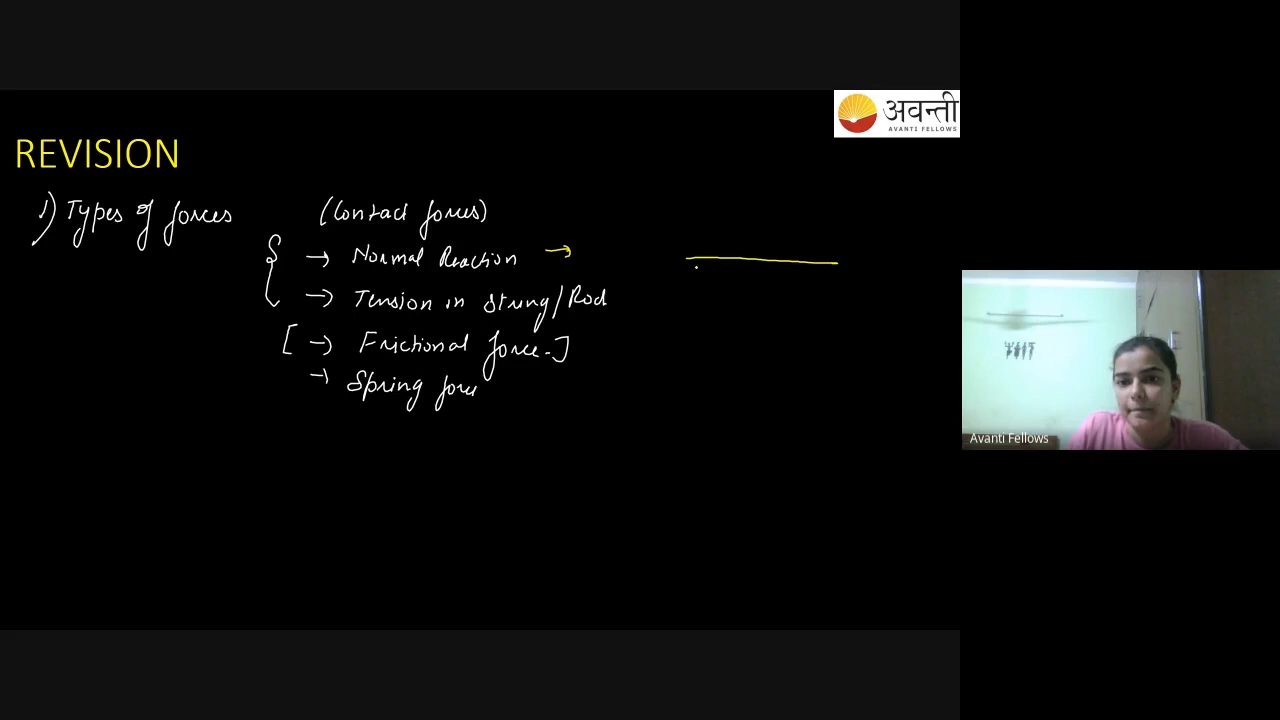 अवन्ती
AVANTI FELLOWS
REVISION
1) Types of forces (Contact forces)
→ Normal Reaction →
→ Tension in string/Rod
[ → Frictional force. ]
→ Spring force
Avanti Fellows